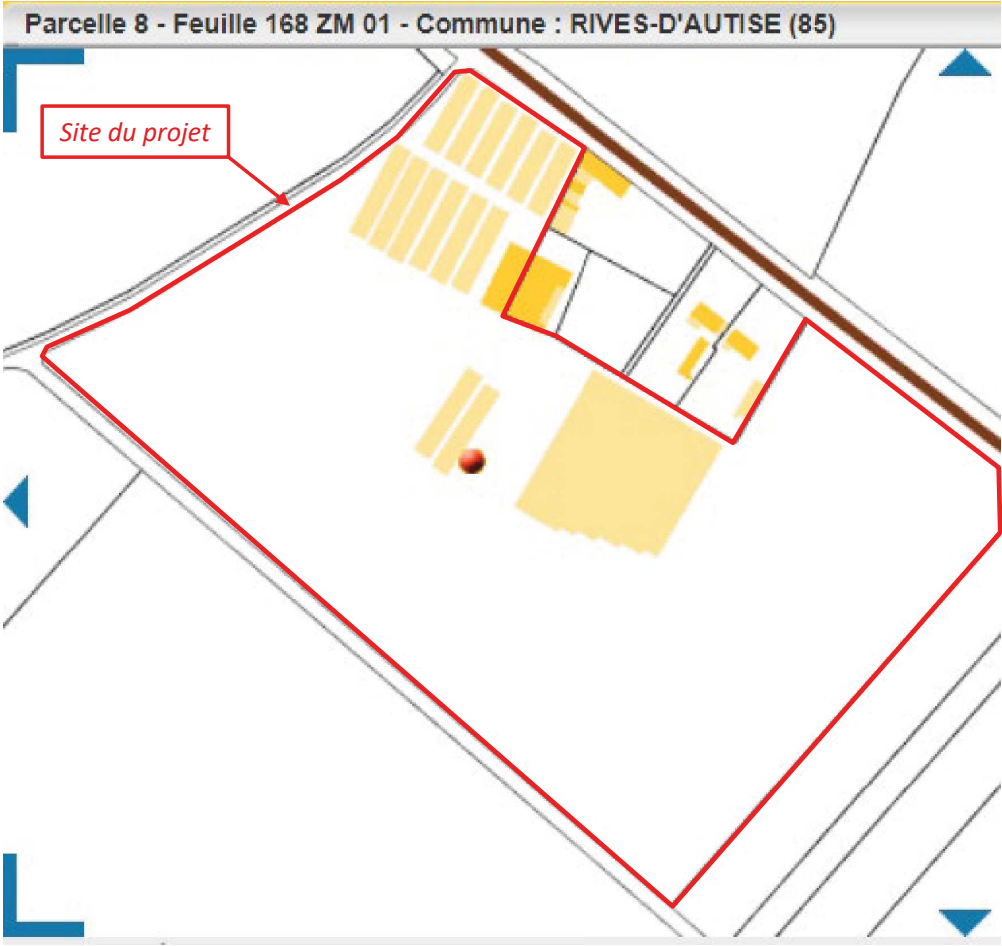 Parcelle 8 - Feuille 168 ZM 01 - Commune : RIVES-D'AUTISE (85)
Site du projet